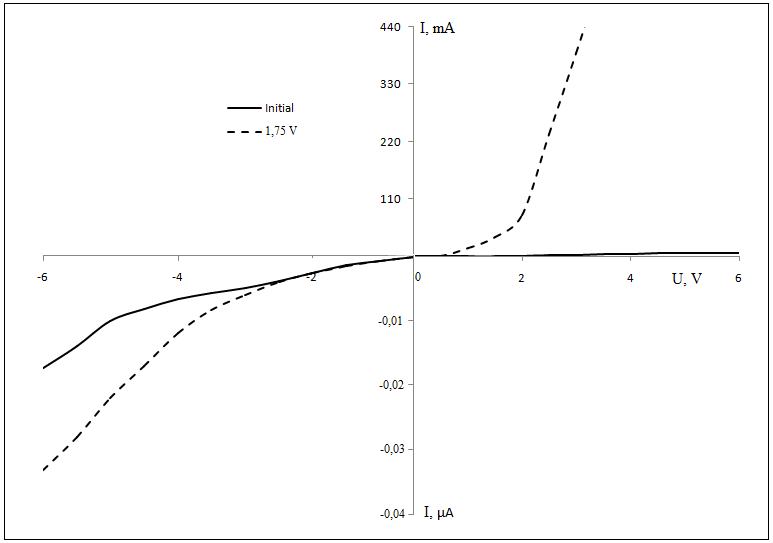 440 I, mA
330
Initial
1,75 V
220
110
-6 -4 -2 0 2 4 6
U, V
-0,01
-0,02
-0,03
-0,04 I, μA